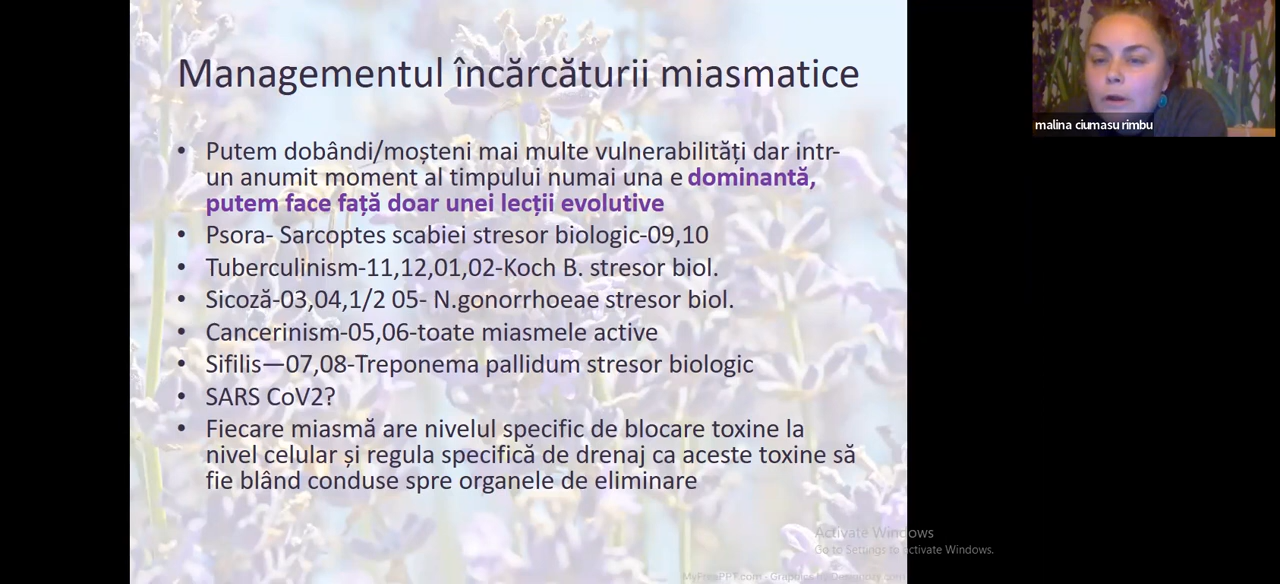 Managementul încărcăturii miasmatice
• Putem dobândi/moșteni mai multe vulnerabilități dar intr-
un anumit moment al timpului numai una e dominantă,
putem face față doar unei lecții evolutive
• Psora- Sarcoptes scabiei stresor biologic-09,10
• Tuberculinism-11,12,01,02-Koch B. stresor biol.
• Sicoză-03,04,1/2 05- N.gonorrhoeae stresor biol.
• Cancerinism-05,06-toate miasmele active
• Sifilis—07,08-Treponema pallidum stresor biologic
• SARS CoV2?
• Fiecare miasmă are nivelul specific de blocare toxine la
nivel celular și regula specifică de drenaj ca aceste toxine să
fie blând conduse spre organele de eliminare
malina ciumasu rimbu
Activate Windows
Go to Settings to Activate Windows.
MyFreePPT.com - Graphics by